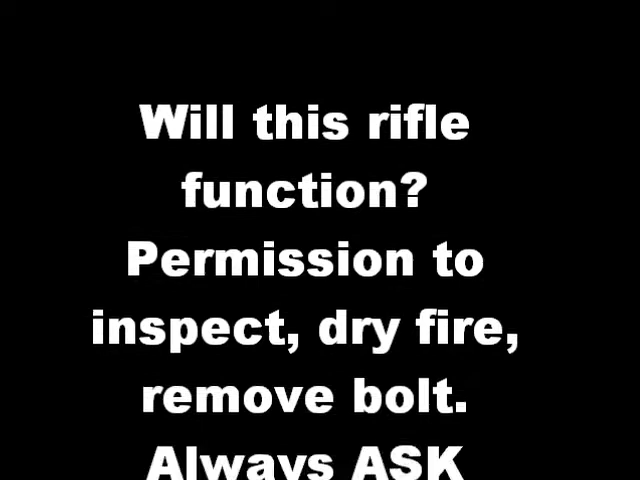 Will this rifle
function?
Permission to
inspect, dry fire,
remove bolt.
Always ASK